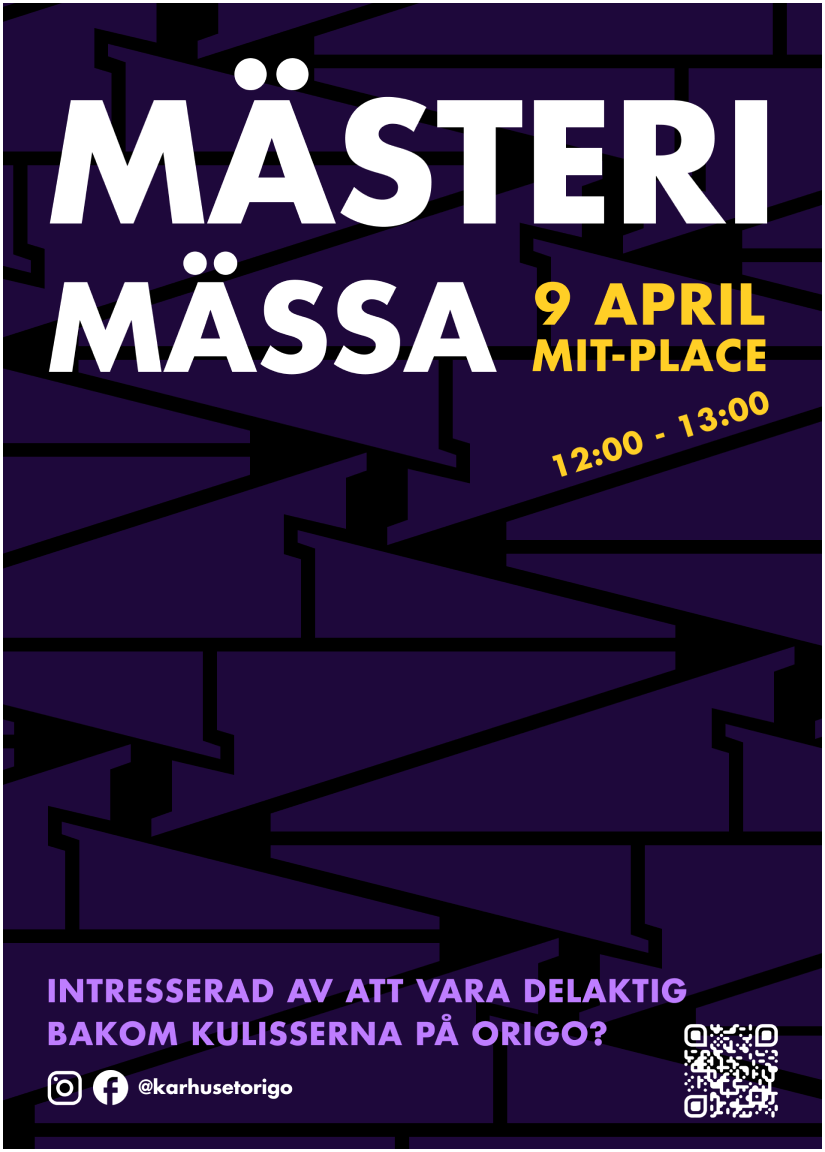 MÄSTERI
MÄSSA
9 APRIL
MIT-PLACE
12:00 - 13:00
INTRESSERAD AV ATT VARA DELAKTIG
BAKOM KULISSERNA PÅ ORIGO?
@karhusetorigo